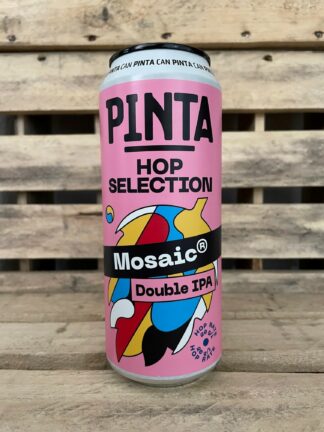 PINTA CAN PINTA CAN PINTA CAN
PINTA
HOP
SELECTION
Mosaic®
Double IPA